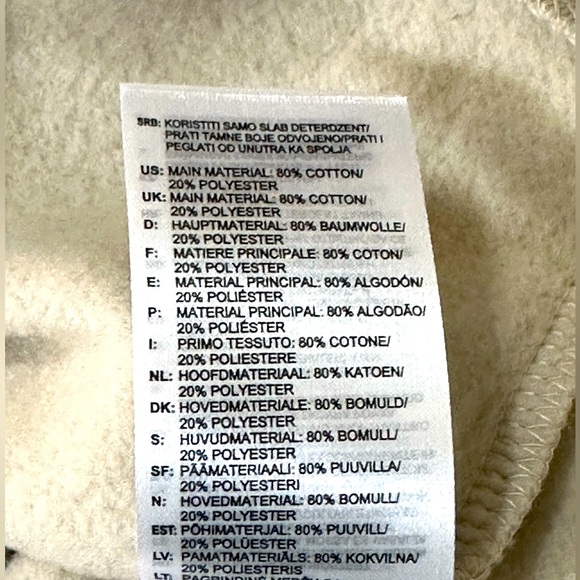 SRB: KORISTITI SAMO SLAB DETERDZENT/
PRATI TAMNE BOJE ODVOJENO/PRATI I
PEGLATI OD UNUTRA KA SPOLJA
US: MAIN MATERIAL: 80% COTTON/
20% POLYESTER
UK: MAIN MATERIAL: 80% COTTON/
20% POLYESTER
D: HAUPTMATERIAL: 80% BAUMWOLLE/
20% POLYESTER
F: MATIERE PRINCIPALE: 80% COTON/
20% POLYESTER
E: MATERIAL PRINCIPAL: 80% ALGODÓN/
20% POLIÉSTER
P: MATERIAL PRINCIPAL: 80% ALGODÃO/
20% POLIÉSTER
I: PRIMO TESSUTO: 80% COTONE/
20% POLIESTERE
NL: HOOFDMATERIAAL: 80% KATOEN/
20% POLYESTER
DK: HOVEDMATERIALE: 80% BOMULD/
20% POLYESTER
S: HUVUDMATERIAL: 80% BOMULL/
20% POLYESTER
SF: PÄÄMATERIAALI: 80% PUUVILLA/
20% POLYESTERI
N: HOVEDMATERIAL: 80% BOMULL/
20% POLYESTER
EST: PÕHIMATERJAL: 80% PUUVILL/
20% POLÜESTER
LV: PAMATMATERIĀLS: 80% KOKVILNA/
20% POLIESTERIS
LT: PAGRINDINĖ